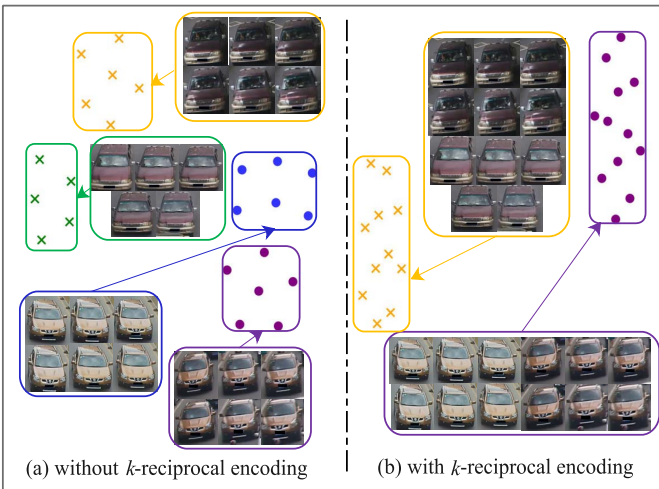 (a) without k-reciprocal encoding
(b) with k-reciprocal encoding